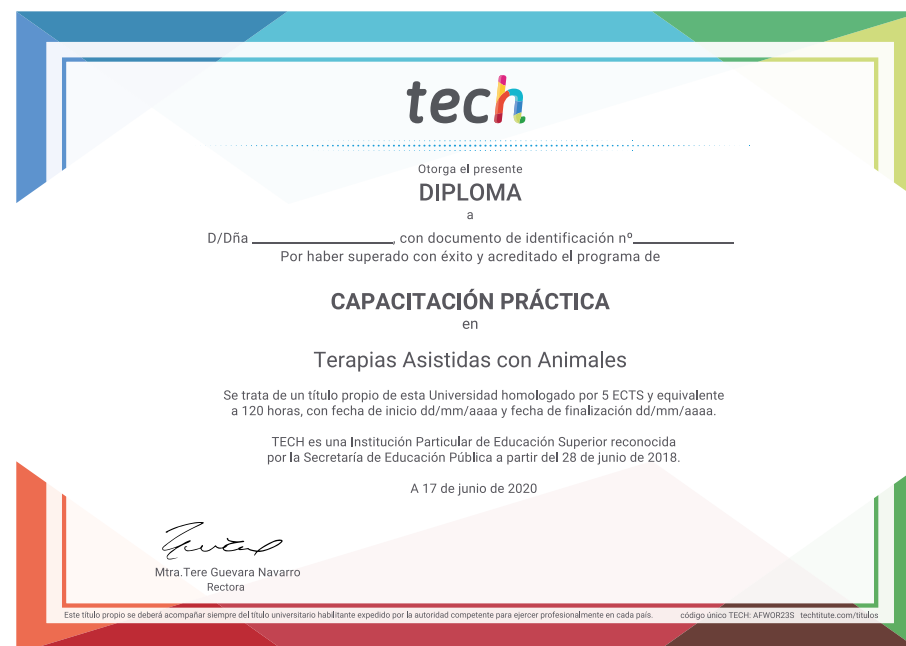 tech
Otorga el presente
DIPLOMA
a
D/Dña ____________________, con documento de identificación nº______________
Por haber superado con éxito y acreditado el programa de
CAPACITACIÓN PRÁCTICA
en
Terapias Asistidas con Animales
Se trata de un título propio de esta Universidad homologado por 5 ECTS y equivalente
a 120 horas, con fecha de inicio dd/mm/aaaa y fecha de finalización dd/mm/aaaa.
TECH es una Institución Particular de Educación Superior reconocida
por la Secretaría de Educación Pública a partir del 28 de junio de 2018.
A 17 de junio de 2020
Mtra.Tere Guevara Navarro
Rectora
Este título propio se deberá acompañar siempre del título universitario habilitante expedido por la autoridad competente para ejercer profesionalmente en cada país. código único TECH: AFWOR23S techtitute.com/titulos